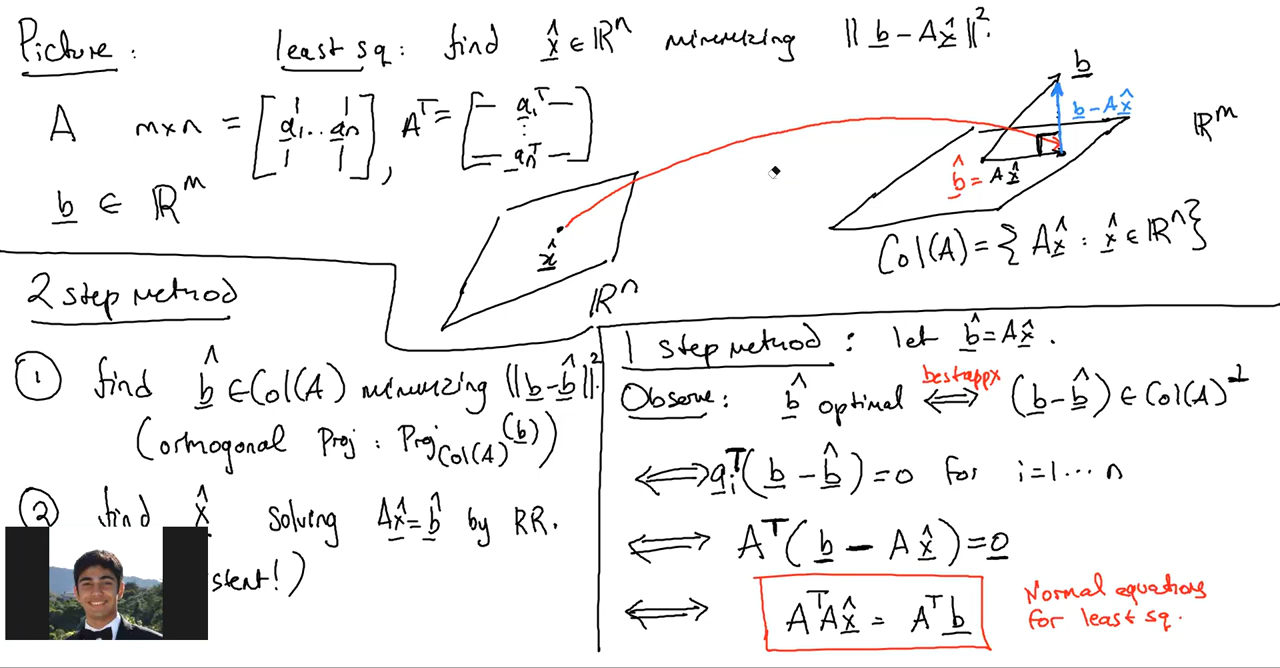 Picture :
least sq : find x̂ ∈ ℝⁿ minimizing || b - Ax̂ ||².
A m×n = [ a₁ ... aₙ ] , Aᵀ = [ — a₁ᵀ — ⋮ — aₙᵀ — ]
b ∈ ℝᵐ
x̂
ℝⁿ
b
b - Ax̂
ℝᵐ
b̂ = Ax̂
Col(A) = { Ax̂ : x̂ ∈ ℝⁿ }
2 step method
① find b̂ ∈ Col(A) minimizing || b - b̂ ||².
(orthogonal Proj : Proj_Col(A) (b))
② find x̂ solving Ax̂ = b̂ by RR.
stent!)
1 step method : let b̂ = Ax̂ .
Observe : b̂ optimal ⟺ best appx (b - b̂) ∈ Col(A)^⊥
⟺ aᵢᵀ(b - b̂) = 0 for i = 1 ... n
⟺ Aᵀ(b - Ax̂) = 0
⟺ AᵀAx̂ = Aᵀb
Normal equations
for least sq.